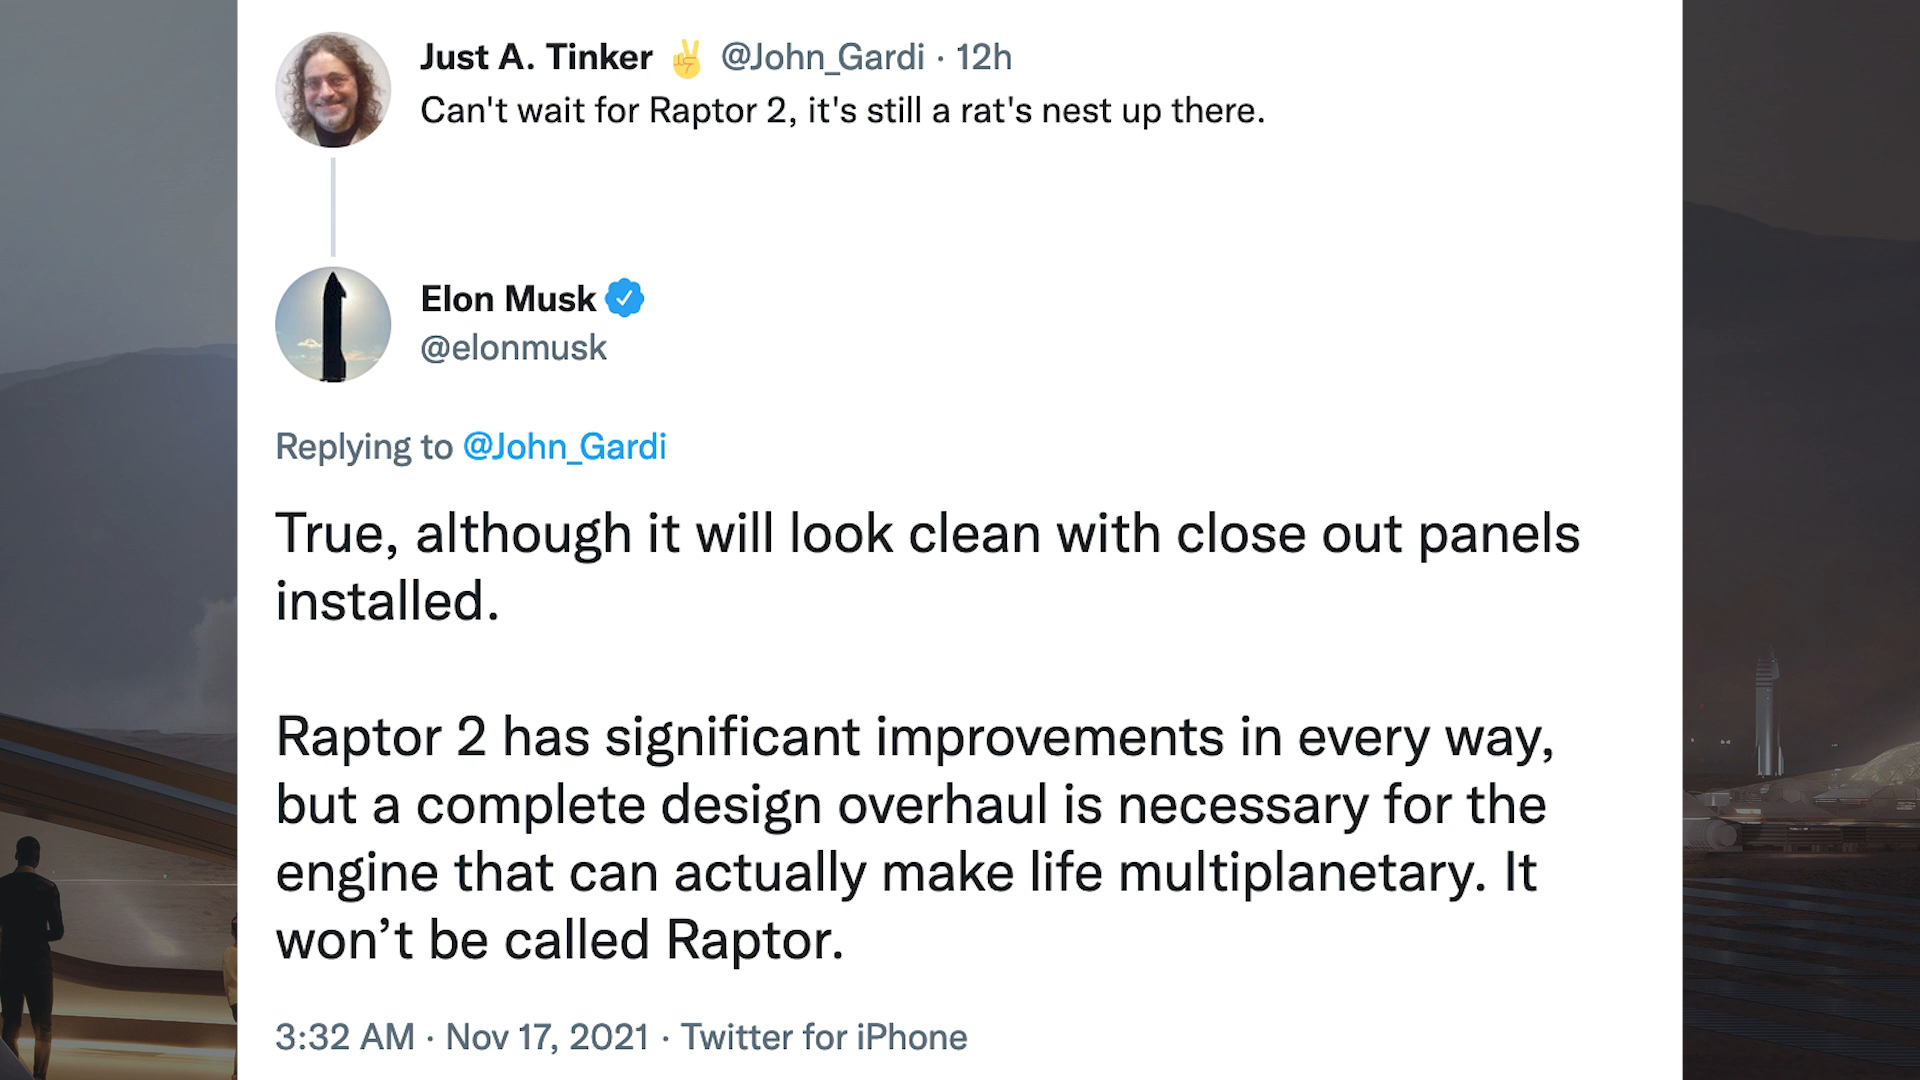 Just A. Tinker ✌ @John_Gardi · 12h
Can't wait for Raptor 2, it's still a rat's nest up there.
Elon Musk
@elonmusk
Replying to @John_Gardi
True, although it will look clean with close out panels
installed.
Raptor 2 has significant improvements in every way,
but a complete design overhaul is necessary for the
engine that can actually make life multiplanetary. It
won’t be called Raptor.
3:32 AM · Nov 17, 2021 · Twitter for iPhone